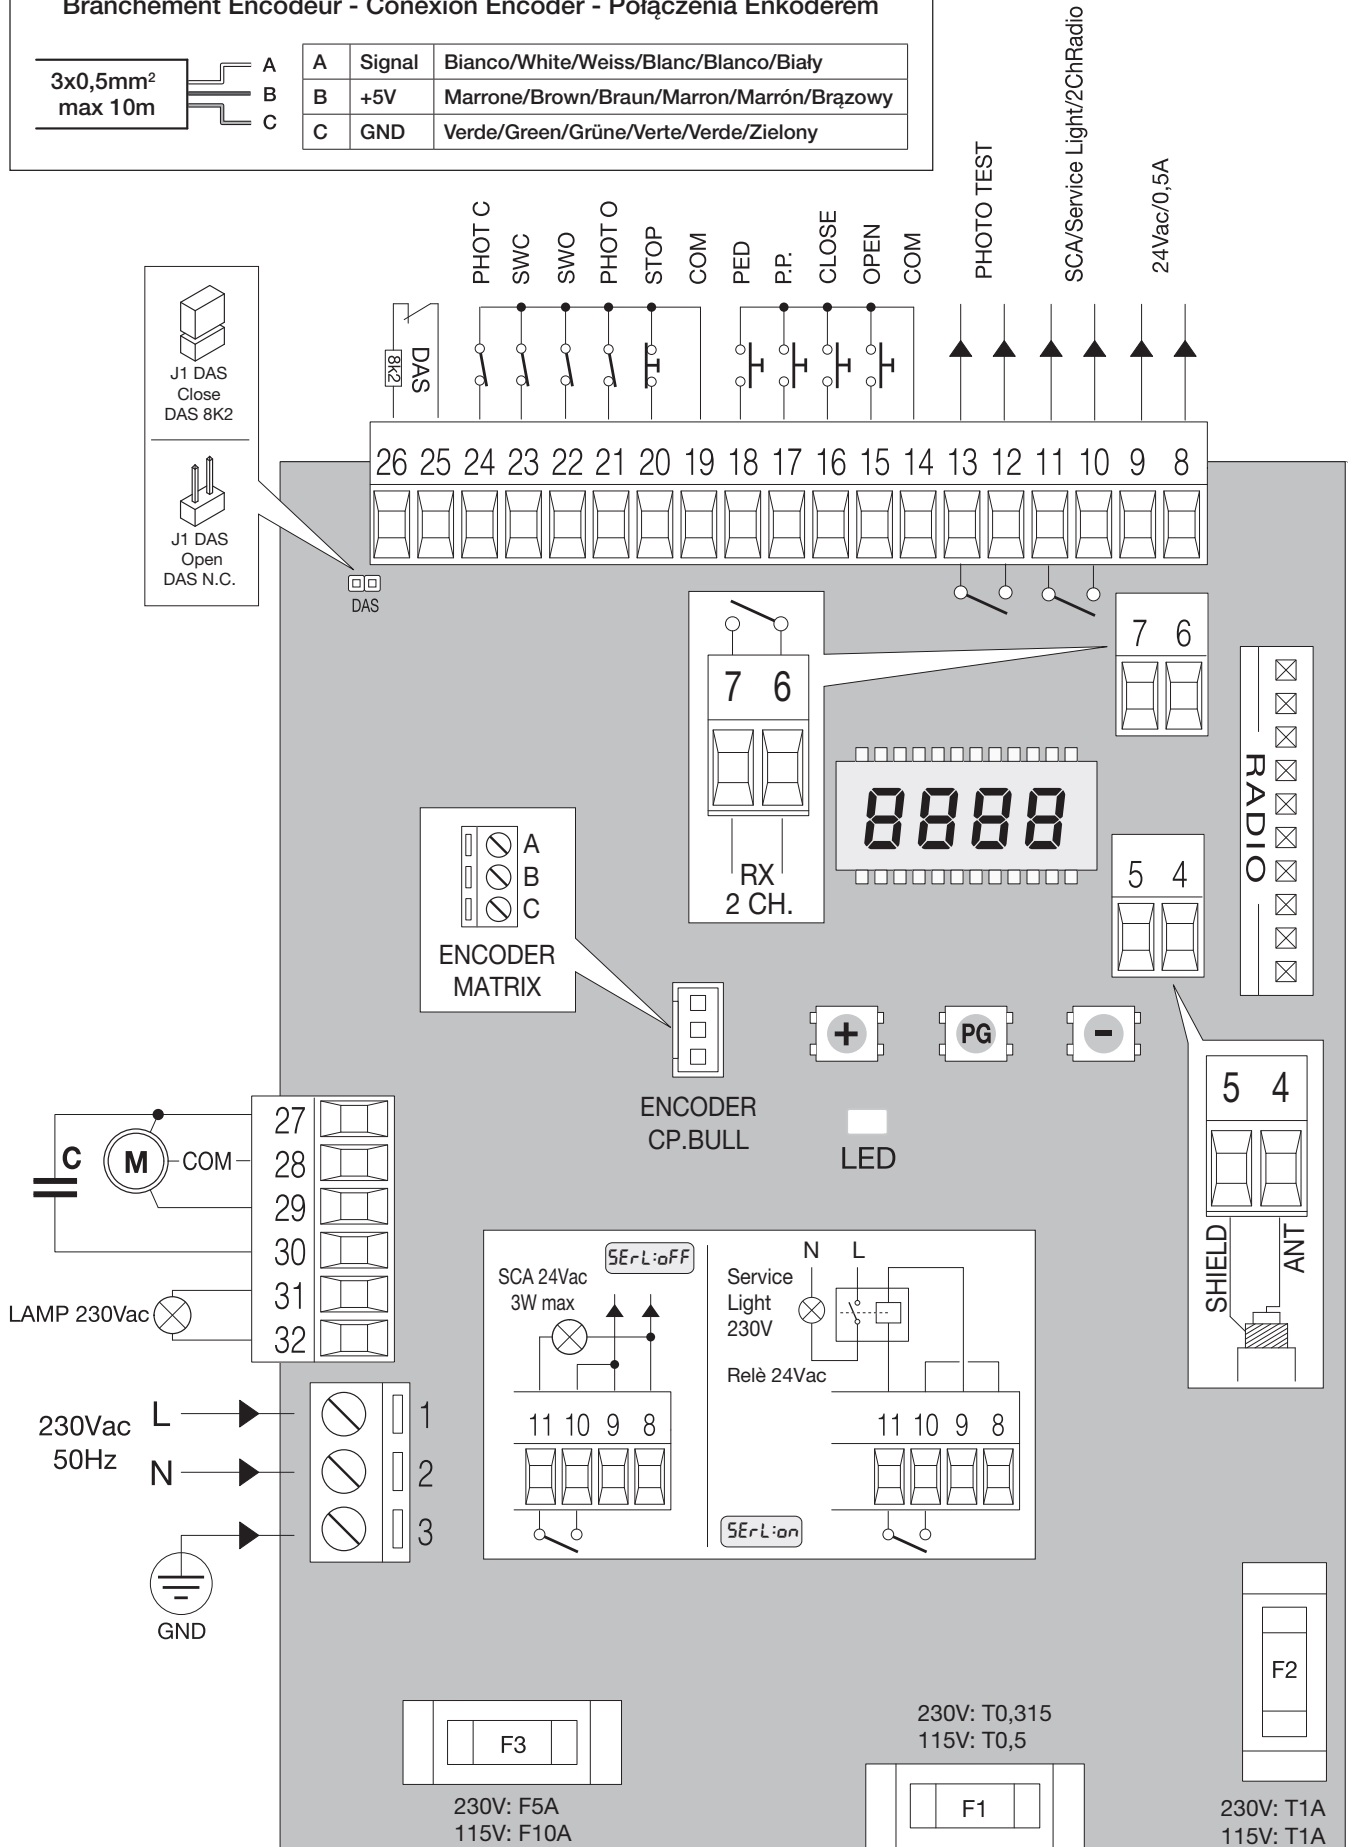 Branchement Encodeur - Conexion Encoder - Połączenia Enkoderem
3x0,5mm²
max 10m
A
B
C
A Signal Bianco/White/Weiss/Blanc/Blanco/Biały
B +5V Marrone/Brown/Braun/Marron/Marrón/Brązowy
C GND Verde/Green/Grüne/Verte/Verde/Zielony
J1 DAS
Close
DAS 8K2
J1 DAS
Open
DAS N.C.
8K2
DAS
PHOT C
SWC
SWO
PHOT O
STOP
COM
PED
P.P.
CLOSE
OPEN
COM
PHOTO TEST
SCA/Service Light/2ChRadio
24Vac/0,5A
26 25 24 23 22 21 20 19 18 17 16 15 14 13 12 11 10 9 8
DAS
7 6
RX
2 CH.
7 6
8888
RADIO
5 4
A
B
C
ENCODER
MATRIX
ENCODER
CP.BULL
+
PG
-
LED
5 4
SHIELD
ANT
C
M
COM
27
28
29
30
31
32
LAMP 230Vac
230Vac
50Hz
L
N
GND
1
2
3
SErL:oFF
SCA 24Vac
3W max
11 10 9 8
N L
Service
Light
230V
Relè 24Vac
11 10 9 8
SErL:on
F3
230V: F5A
115V: F10A
230V: T0,315
115V: T0,5
F1
F2
230V: T1A
115V: T1A